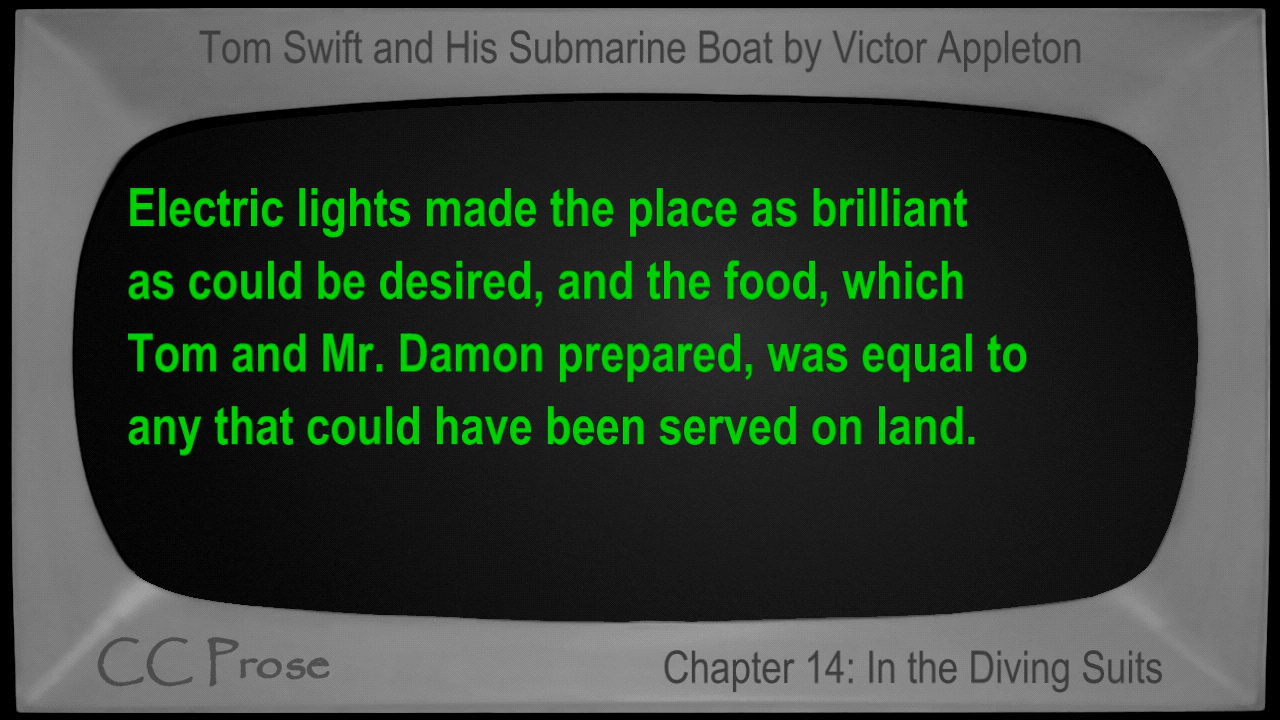 Tom Swift and His Submarine Boat by Victor Appleton
Electric lights made the place as brilliant
as could be desired, and the food, which
Tom and Mr. Damon prepared, was equal to
any that could have been served on land.
CC Prose
Chapter 14: In the Diving Suits